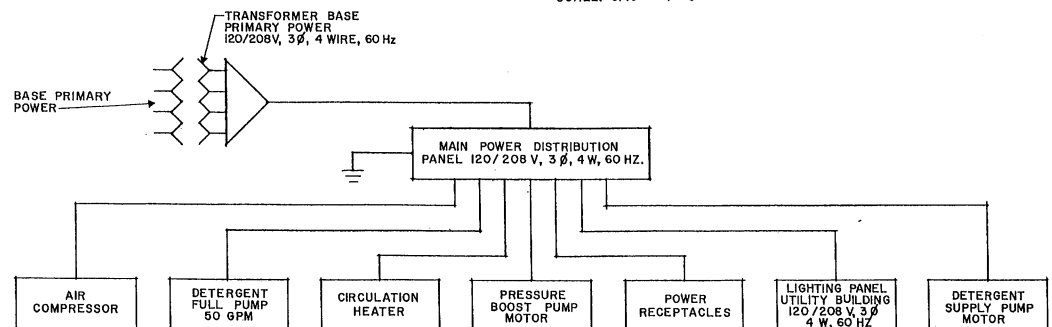 TRANSFORMER BASE
PRIMARY POWER
120/208V, 3Ø, 4 WIRE, 60 Hz
BASE PRIMARY
POWER
MAIN POWER DISTRIBUTION
PANEL 120/208 V, 3Ø, 4W, 60 HZ.
AIR
COMPRESSOR
DETERGENT
FULL PUMP
50 GPM
CIRCULATION
HEATER
PRESSURE
BOOST PUMP
MOTOR
POWER
RECEPTACLES
LIGHTING PANEL
UTILITY BUILDING
120/208 V, 3Ø
4 W, 60 HZ
DETERGENT
SUPPLY PUMP
MOTOR